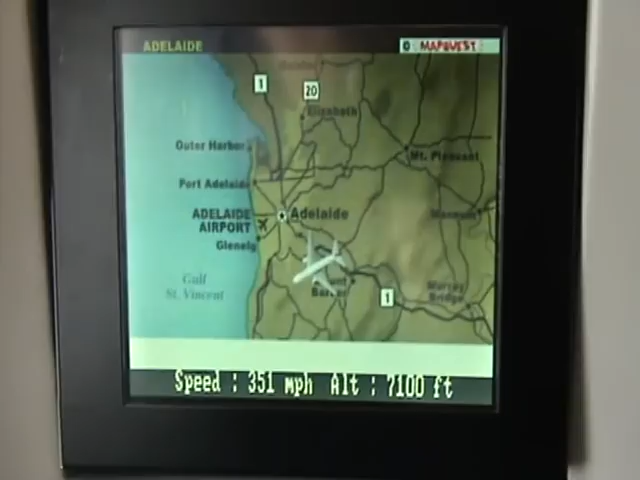 ADELAIDE
MAPQUEST
1
20
Elizabeth
Outer Harbor
Mt. Pleasant
Port Adelaide
ADELAIDE
AIRPORT
Adelaide
Mannum
Glenelg
Gulf
St. Vincent
Murray
Bridge
1
Speed : 351 mph Alt : 7100 ft